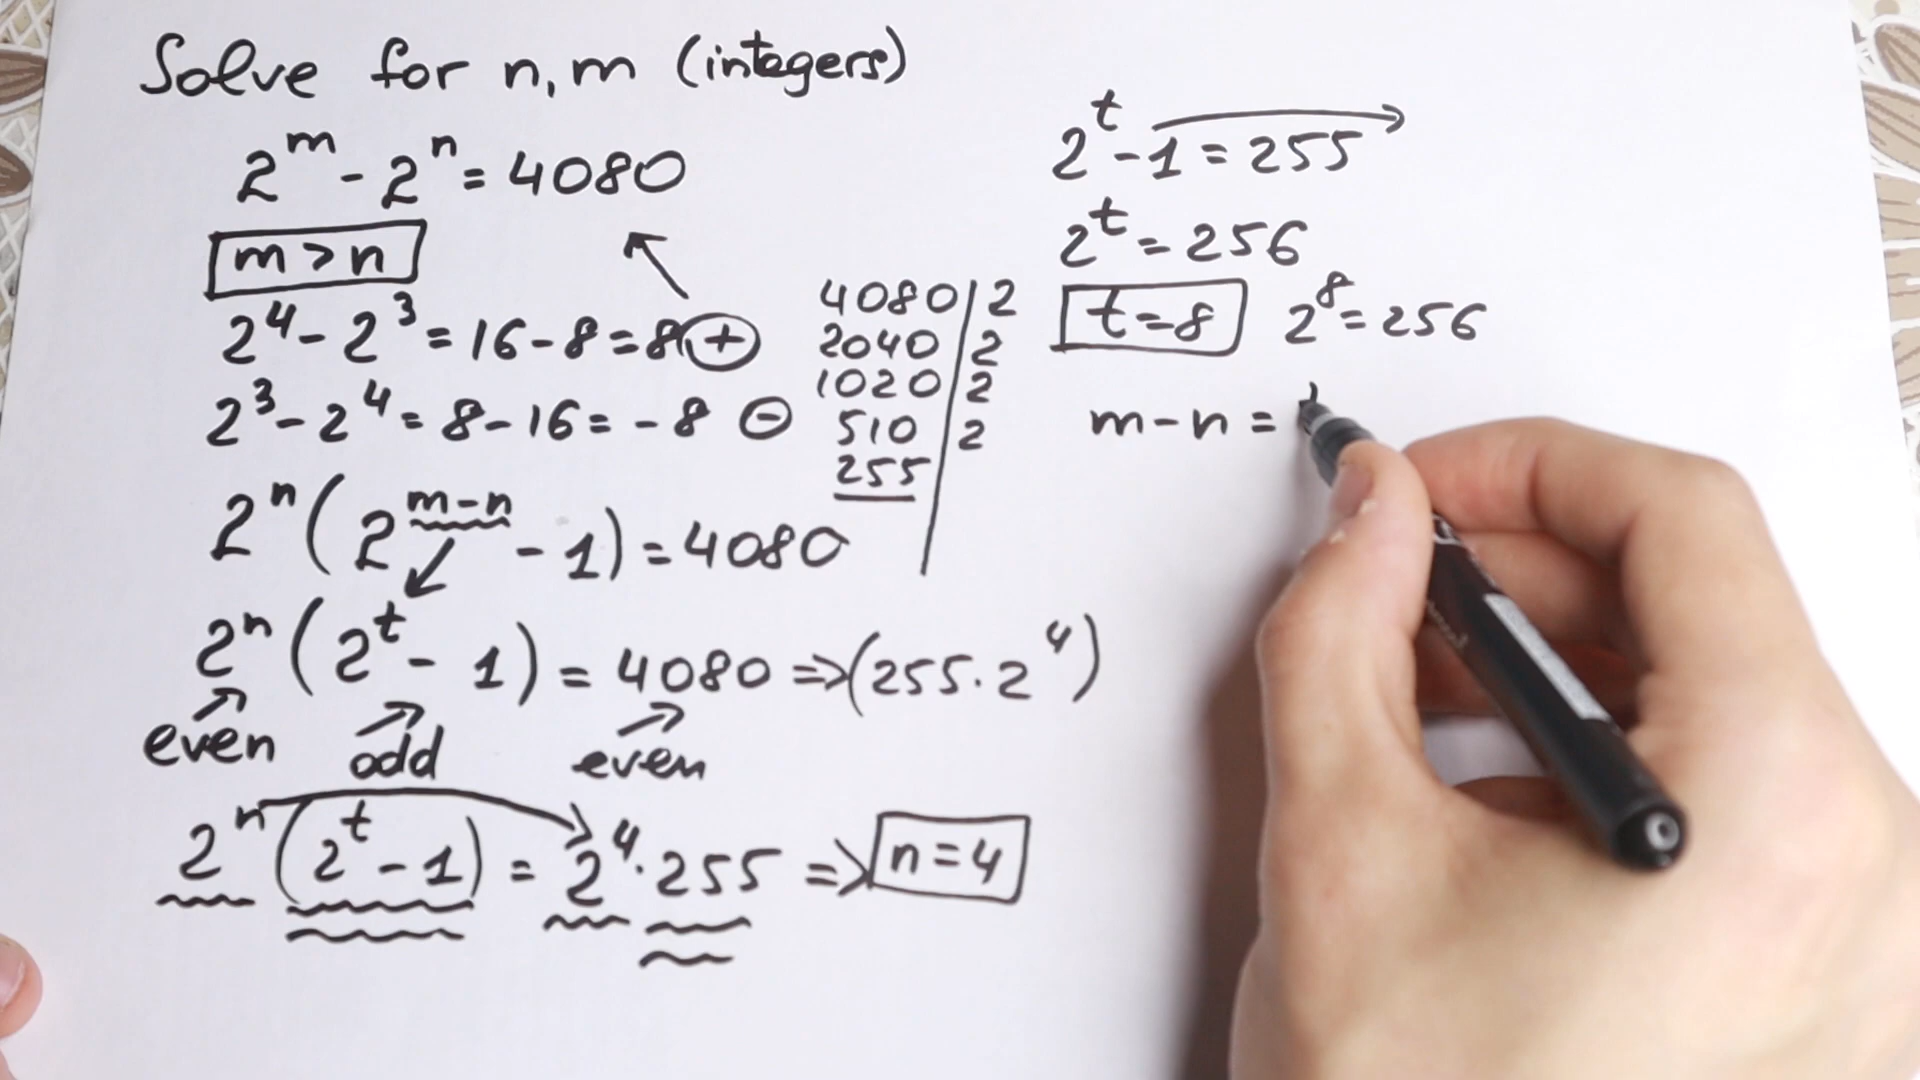 Solve for n, m (integers)
2^m - 2^n = 4080
m > n
2^4 - 2^3 = 16 - 8 = 8 +
2^3 - 2^4 = 8 - 16 = - 8 -
2^n ( 2^{m-n} - 1 ) = 4080
2^n ( 2^t - 1 ) = 4080 => (255 · 2^4)
even odd even
2^n (2^t - 1) = 2^4 · 255 => n = 4
4080 | 2
2040 | 2
1020 | 2
510 | 2
255
2^t - 1 = 255
2^t = 256
t = 8 2^8 = 256
m - n =